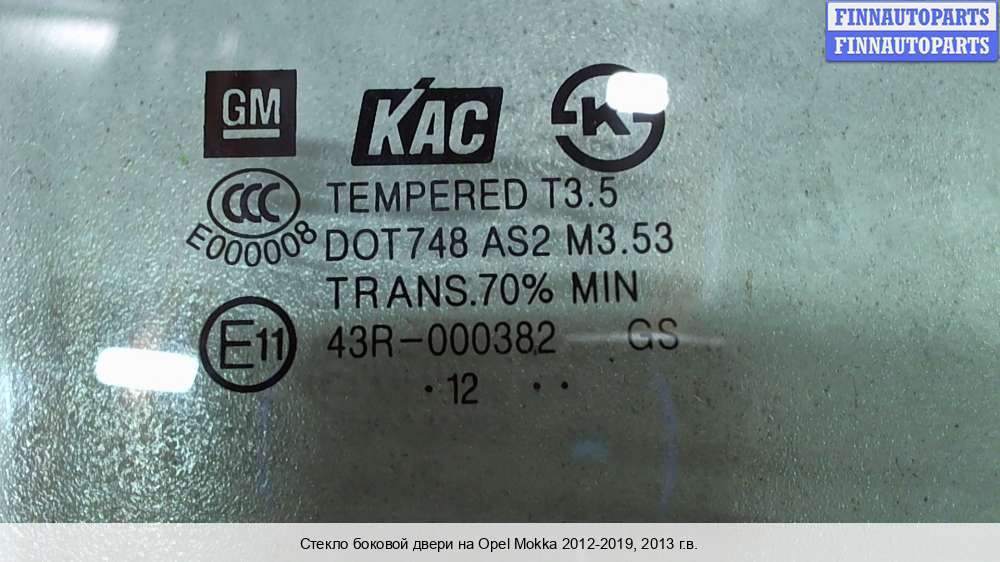 FINNAUTOPARTS
FINNAUTOPARTS
GM
KAC
K
CCC
E000008
TEMPERED T3.5
DOT748 AS2 M3.53
TRANS.70% MIN
E11
43R-000382 GS
·12 ··
Стекло боковой двери на Opel Mokka 2012-2019, 2013 г.в.